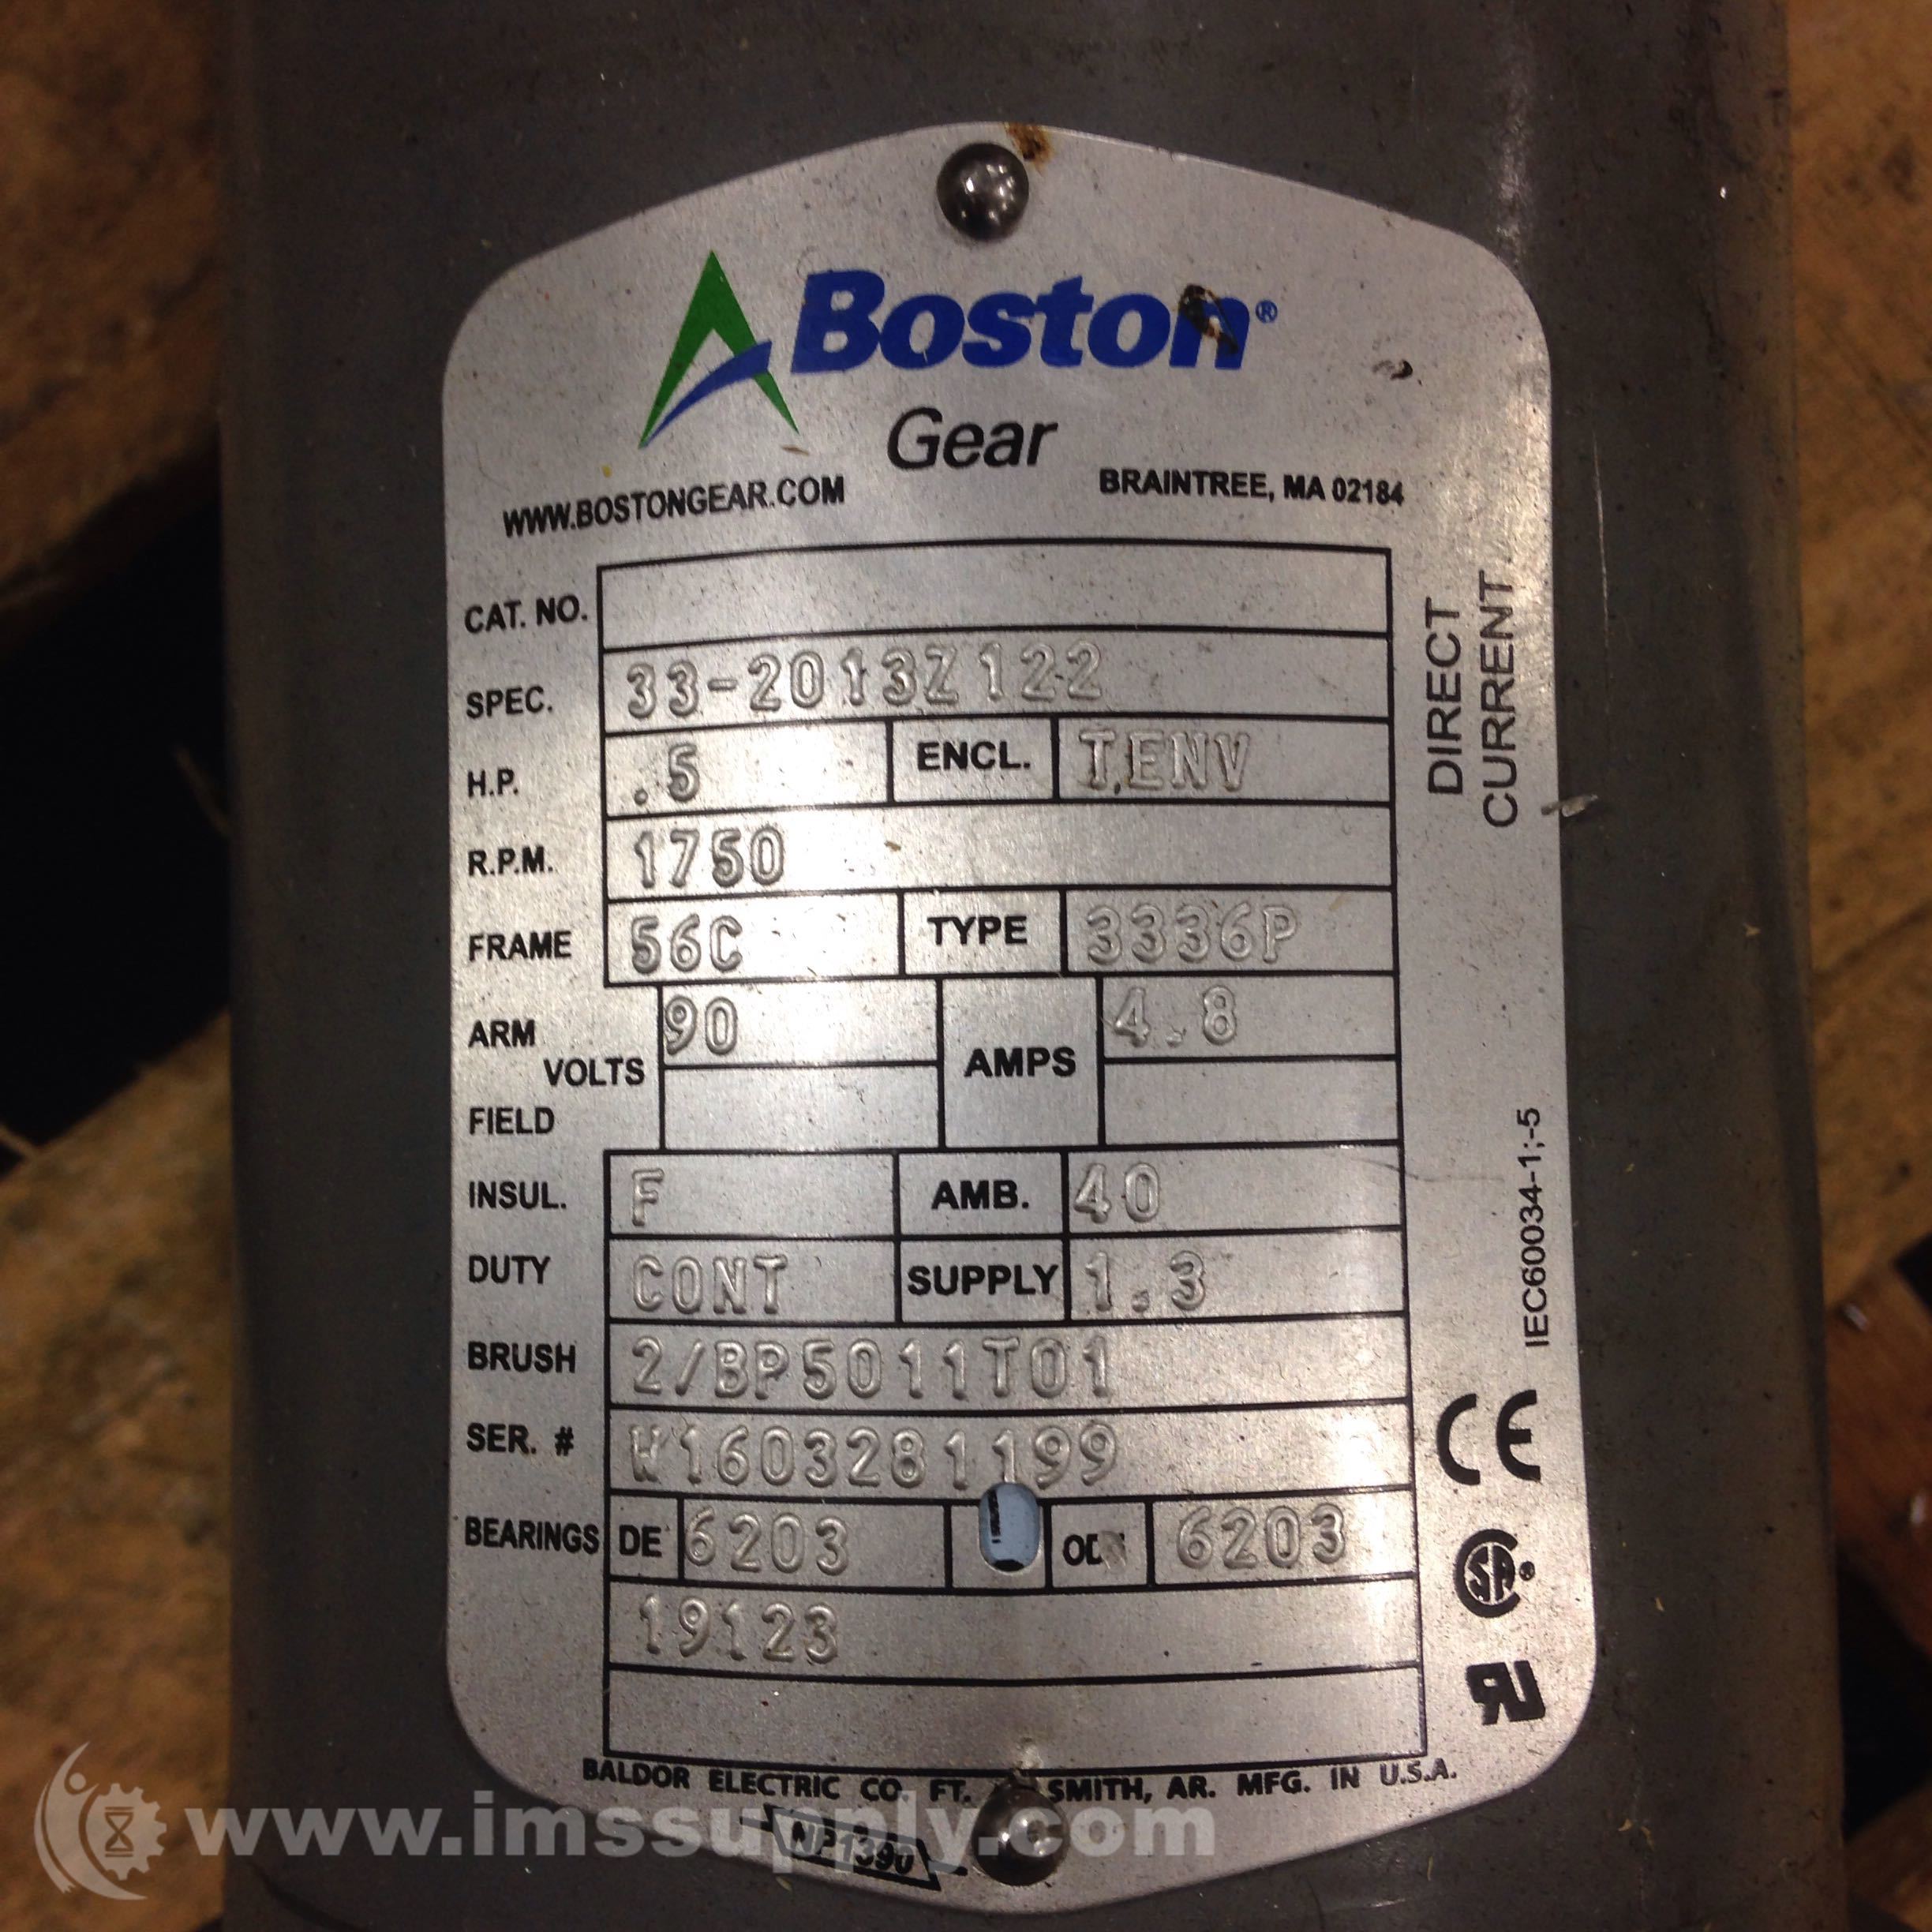 Boston®
Gear
WWW.BOSTONGEAR.COM BRAINTREE, MA 02184
CAT. NO.
SPEC. 33-2013Z122
H.P. .5 ENCL. TENV
R.P.M. 1750
FRAME 56C TYPE 3336P
ARM 90 4.8
VOLTS AMPS
FIELD
INSUL. F AMB. 40
DUTY CONT SUPPLY 1.3
BRUSH 2/BP5011T01
SER. # W1603281199
BEARINGS DE 6203 6203
19123
DIRECT
CURRENT
IEC60034-1;-5
CE
SA®
BALDOR ELECTRIC CO. FT. SMITH, AR. MFG. IN U.S.A.
NP1390
www.imssupply.com